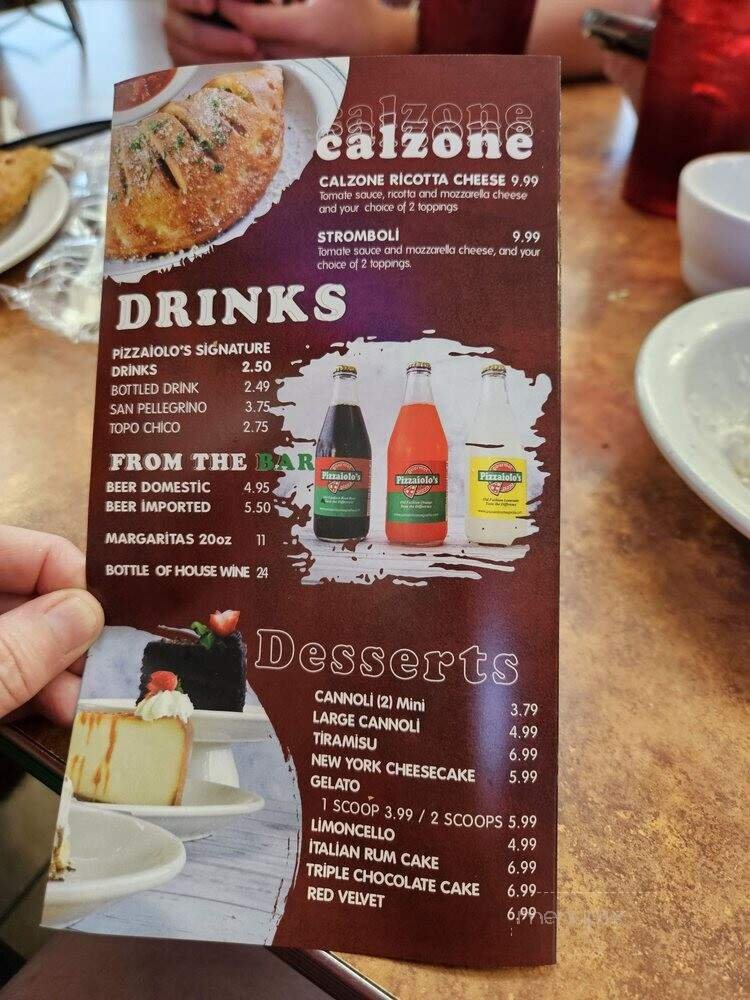 calzone
calzone
CALZONE RICOTTA CHEESE 9.99
Tomate sauce, ricotta and mozzarella cheese
and your choice of 2 toppings
STROMBOLI 9.99
Tomate sauce and mozzarella cheese, and your
choice of 2 toppings.
DRINKS
PIZZAIOLO'S SIGNATURE
DRINKS 2.50
BOTTLED DRINK 2.49
SAN PELLEGRINO 3.75
TOPO CHICO 2.75
FROM THE BAR
BEER DOMESTIC 4.95
BEER IMPORTED 5.50
MARGARITAS 20oz 11
BOTTLE OF HOUSE WINE 24
Pizzaiolo's
Pizzaiolo's
Pizzaiolo's
Desserts
CANNOLI (2) Mini 3.79
LARGE CANNOLI 4.99
TIRAMISU 6.99
NEW YORK CHEESECAKE 5.99
GELATO
1 SCOOP 3.99 / 2 SCOOPS 5.99
LIMONCELLO 4.99
ITALIAN RUM CAKE 6.99
TRIPLE CHOCOLATE CAKE 6.99
RED VELVET 6.99